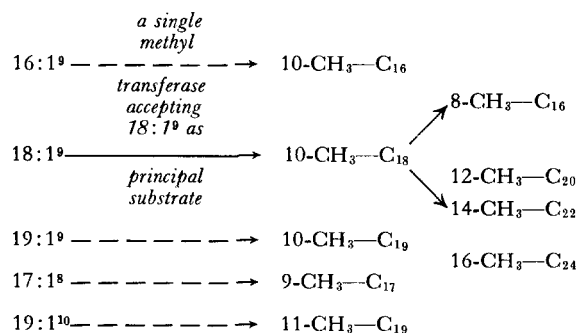 a single
methyl
16:1⁹ 10-CH₃—C₁₆
transferase
accepting
18:1⁹ as
8-CH₃—C₁₆
18:1⁹ 10-CH₃—C₁₈
principal
substrate
12-CH₃—C₂₀
14-CH₃—C₂₂
19:1⁹ 10-CH₃—C₁₉
16-CH₃—C₂₄
17:1⁸ 9-CH₃—C₁₇
19:1¹⁰ 11-CH₃—C₁₉